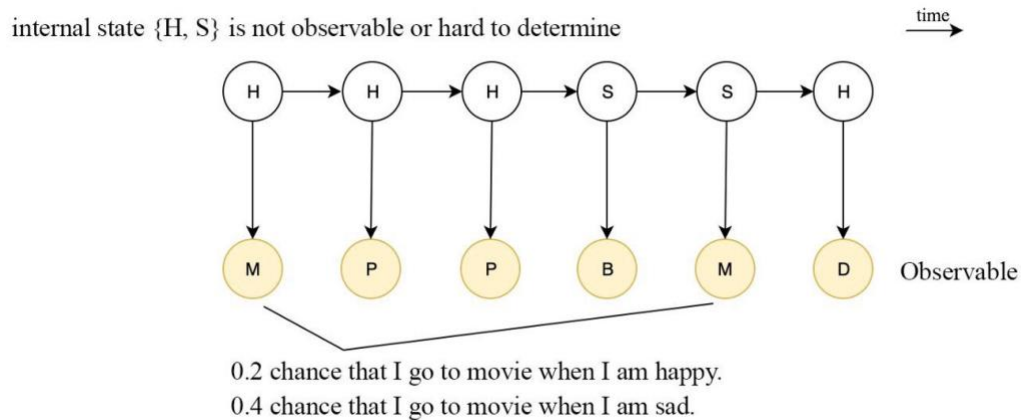 time
internal state {H, S} is not observable or hard to determine
H H H S S H
M P P B M D Observable
0.2 chance that I go to movie when I am happy.
0.4 chance that I go to movie when I am sad.